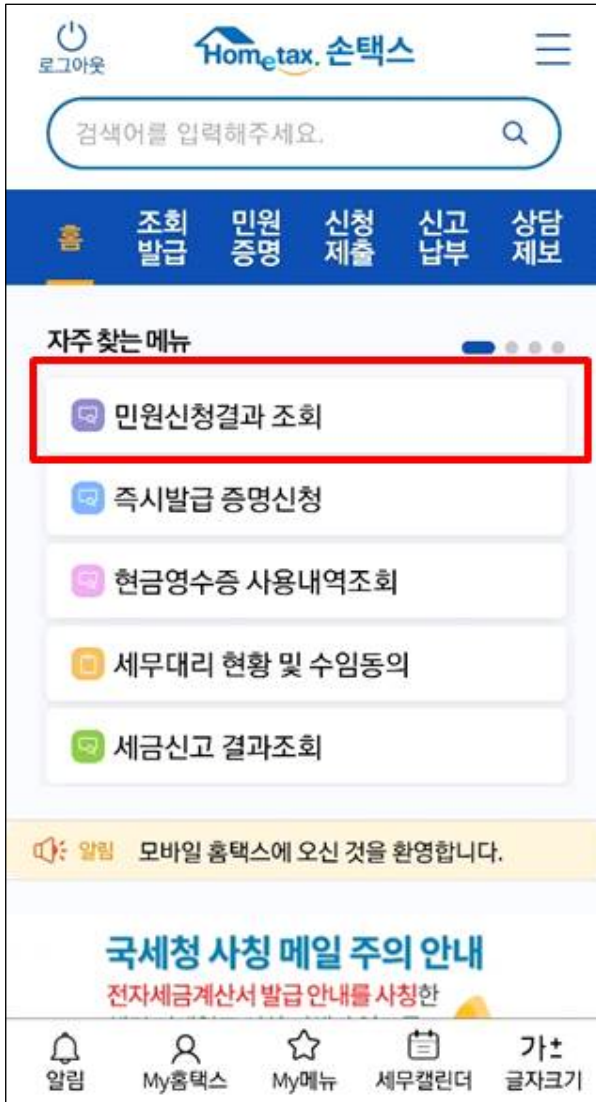 로그아웃
Hometax. 손택스
검색어를 입력해주세요.
홈
조회
발급
민원
증명
신청
제출
신고
납부
상담
제보
자주 찾는 메뉴
민원신청결과 조회
즉시발급 증명신청
현금영수증 사용내역조회
세무대리 현황 및 수임동의
세금신고 결과조회
알림 모바일 홈택스에 오신 것을 환영합니다.
국세청 사칭 메일 주의 안내
전자세금계산서 발급 안내를 사칭한
알림
My홈택스
My메뉴
세무캘린더
가±
글자크기